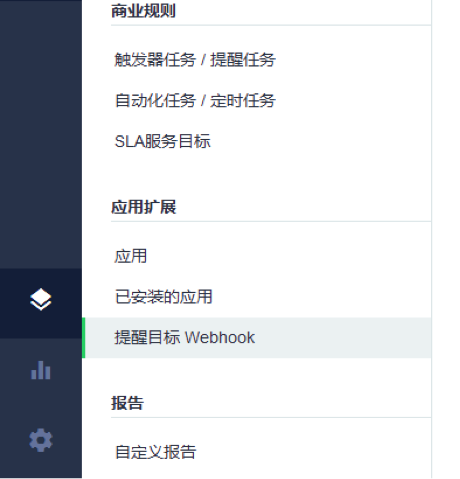 商业规则
触发器任务 / 提醒任务
自动化任务 / 定时任务
SLA服务目标
应用扩展
应用
已安装的应用
提醒目标 Webhook
报告
自定义报告